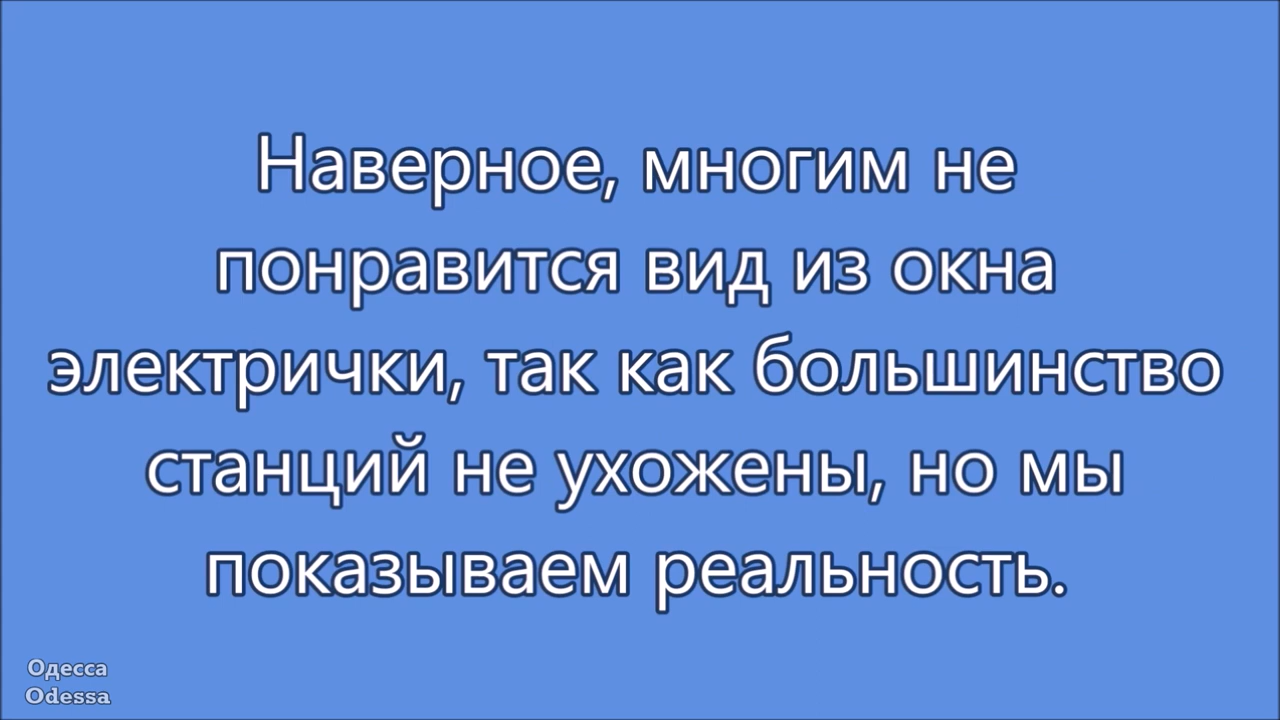 Наверное, многим не
понравится вид из окна
электрички, так как большинство
станций не ухожены, но мы
показываем реальность.
Одесса
Odessa